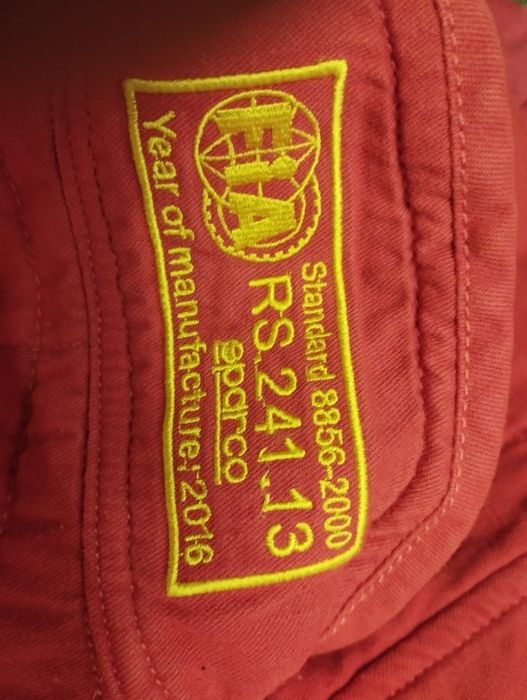 FIA
Standard 8856-2000
RS.241.13
sparco
Year of manufacture: 2016